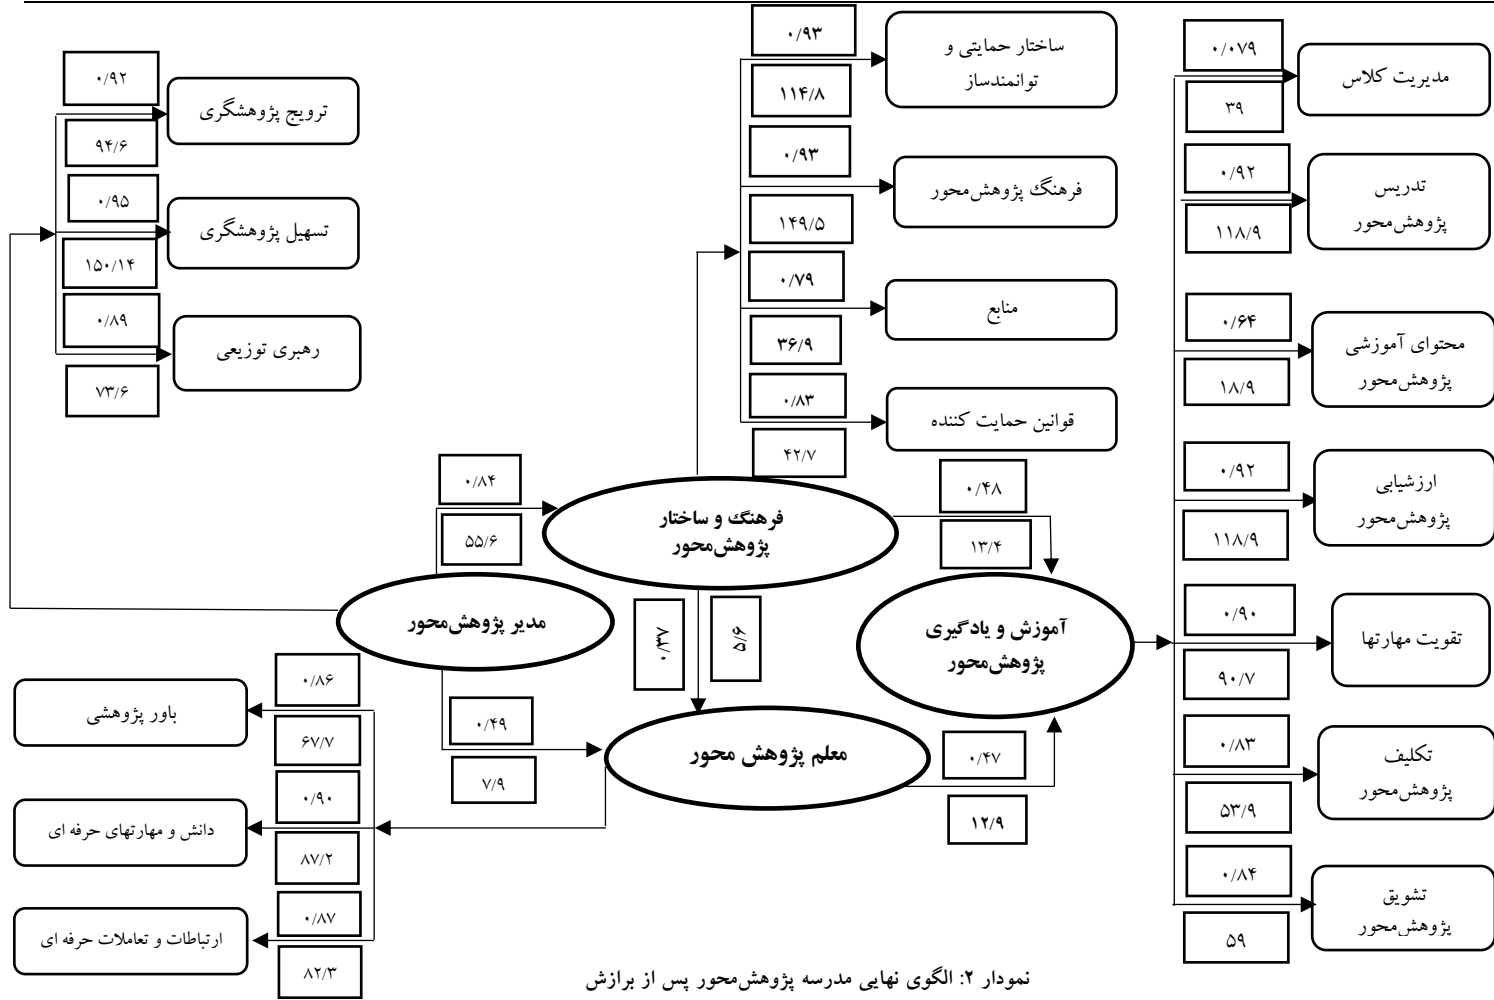 ۰/۰۷۹
مدیریت کلاس
۳۹
۰/۹۲
تدریس
پژوهش‌محور
۱۱۸/۹
۰/۶۴
محتوای آموزشی
پژوهش‌محور
۱۸/۹
۰/۹۲
ارزشیابی
پژوهش‌محور
۱۱۸/۹
۰/۹۰
تقویت مهارتها
۹۰/۷
۰/۸۳
تکلیف
پژوهش‌محور
۵۳/۹
۰/۸۴
تشویق
پژوهش‌محور
۵۹
۰/۹۳
ساختار حمایتی و
توانمندساز
۱۱۴/۸
۰/۹۳
فرهنگ پژوهش‌محور
۱۴۹/۵
۰/۷۹
منابع
۳۶/۹
۰/۸۳
قوانین حمایت کننده
۴۲/۷
۰/۹۲
ترویج پژوهشگری
۹۴/۶
۰/۹۵
تسهیل پژوهشگری
۱۵۰/۱۴
۰/۸۹
رهبری توزیعی
۷۳/۶
۰/۸۴
۵۵/۶
فرهنگ و ساختار
پژوهش‌محور
۰/۴۸
۱۳/۴
مدیر پژوهش‌محور
۰/۳۷
۵/۶
آموزش و یادگیری
پژوهش‌محور
۰/۴۹
۷/۹
معلم پژوهش محور
۰/۴۷
۱۲/۹
۰/۸۶
باور پژوهشی
۶۷/۷
۰/۹۰
دانش و مهارتهای حرفه ای
۸۷/۲
۰/۸۷
ارتباطات و تعاملات حرفه ای
۸۲/۳
نمودار ۲: الگوی نهایی مدرسه پژوهش‌محور پس از برازش